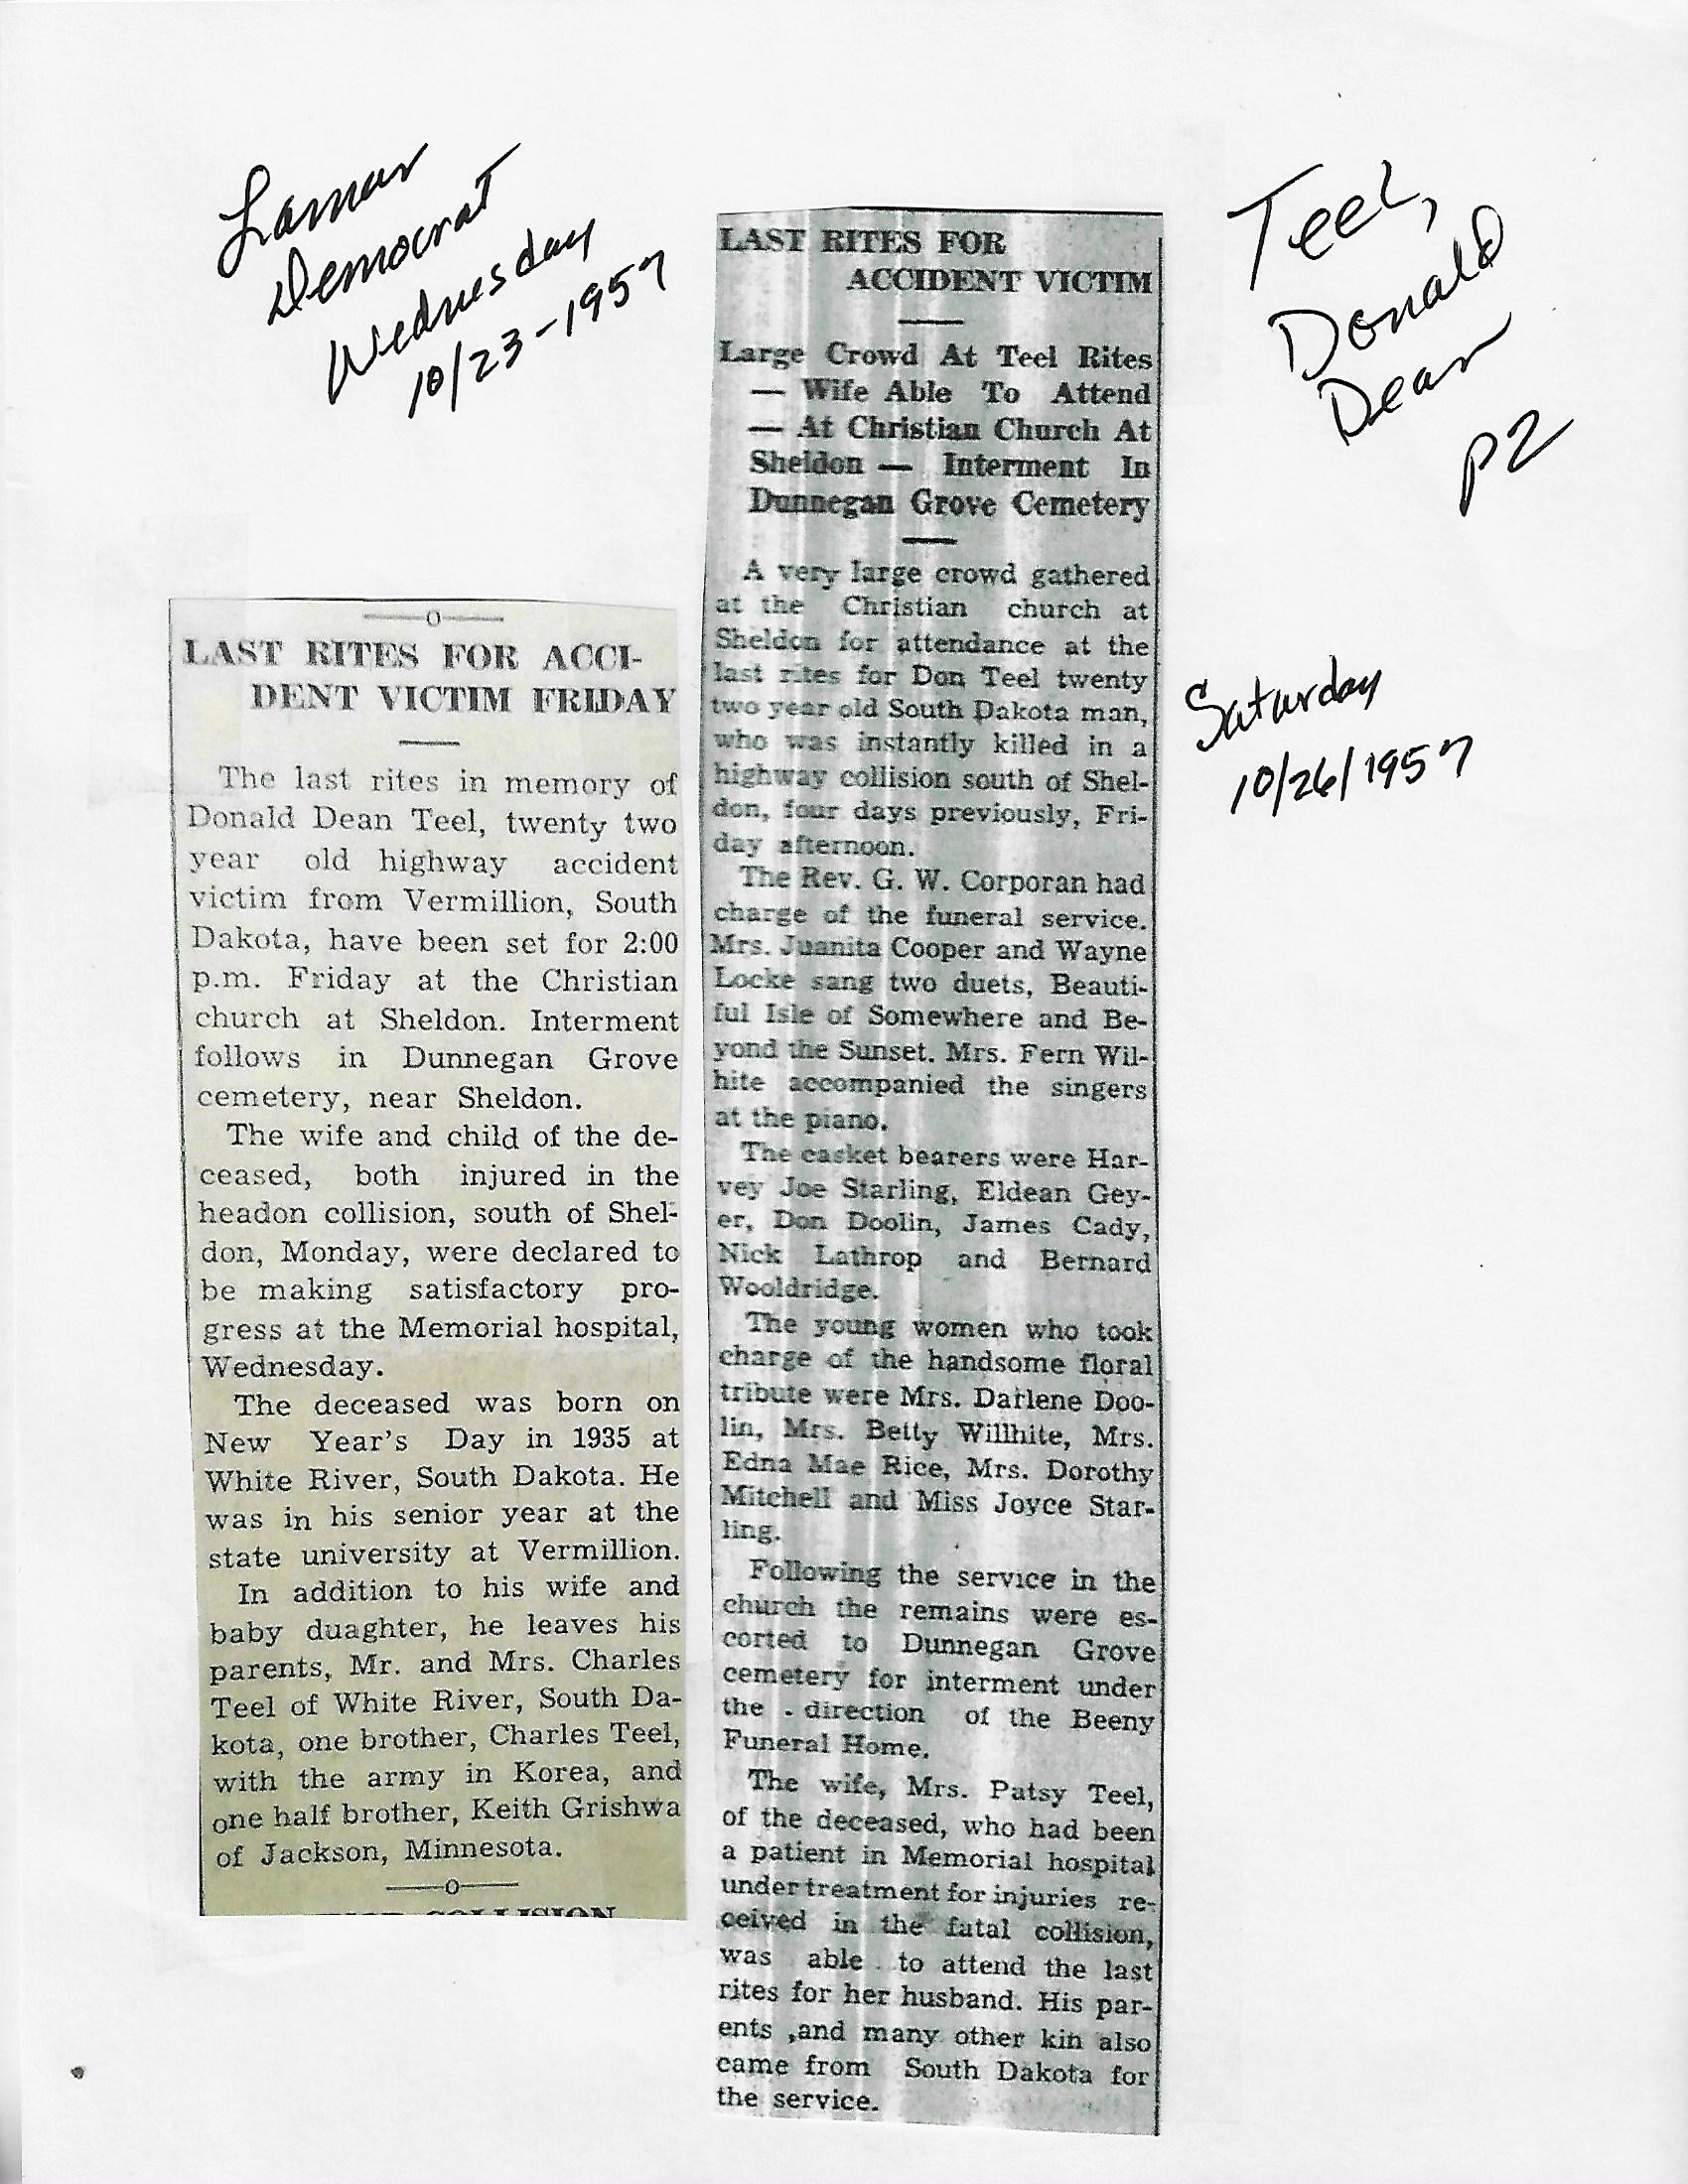 Lamar
Democrat
Wednesday
10/23-1957
Teel,
Donald
Dean
P2
Saturday
10/26/1957
——o——
LAST RITES FOR ACCI-
DENT VICTIM FRIDAY
The last rites in memory of
Donald Dean Teel, twenty two
year old highway accident
victim from Vermillion, South
Dakota, have been set for 2:00
p.m. Friday at the Christian
church at Sheldon. Interment
follows in Dunnegan Grove
cemetery, near Sheldon.
The wife and child of the de-
ceased, both injured in the
headon collision, south of Shel-
don, Monday, were declared to
be making satisfactory pro-
gress at the Memorial hospital,
Wednesday.
The deceased was born on
New Year's Day in 1935 at
White River, South Dakota. He
was in his senior year at the
state university at Vermillion.
In addition to his wife and
baby duaghter, he leaves his
parents, Mr. and Mrs. Charles
Teel of White River, South Da-
kota, one brother, Charles Teel,
with the army in Korea, and
one half brother, Keith Grishwa
of Jackson, Minnesota.
——o——
COLLISION
LAST RITES FOR
ACCIDENT VICTIM
Large Crowd At Teel Rites
— Wife Able To Attend
— At Christian Church At
Sheldon — Interment In
Dunnegan Grove Cemetery
A very large crowd gathered
at the Christian church at
Sheldon for attendance at the
last rites for Don Teel twenty
two year old South Dakota man,
who was instantly killed in a
highway collision south of Shel-
don, four days previously, Fri-
day afternoon.
The Rev. G. W. Corporan had
charge of the funeral service.
Mrs. Juanita Cooper and Wayne
Locke sang two duets, Beauti-
ful Isle of Somewhere and Be-
yond the Sunset. Mrs. Fern Wil-
hite accompanied the singers
at the piano.
The casket bearers were Har-
vey Joe Starling, Eldean Gey-
er, Don Doolin, James Cady,
Nick Lathrop and Bernard
Wooldridge.
The young women who took
charge of the handsome floral
tribute were Mrs. Darlene Doo-
lin, Mrs. Betty Willhite, Mrs.
Edna Mae Rice, Mrs. Dorothy
Mitchell and Miss Joyce Star-
ling.
Following the service in the
church the remains were es-
corted to Dunnegan Grove
cemetery for interment under
the . direction of the Beeny
Funeral Home.
The wife, Mrs. Patsy Teel,
of the deceased, who had been
a patient in Memorial hospital
under treatment for injuries re-
ceived in the fatal collision,
was able . to attend the last
rites for her husband. His par-
ents ,and many other kin also
came from South Dakota for
the service.